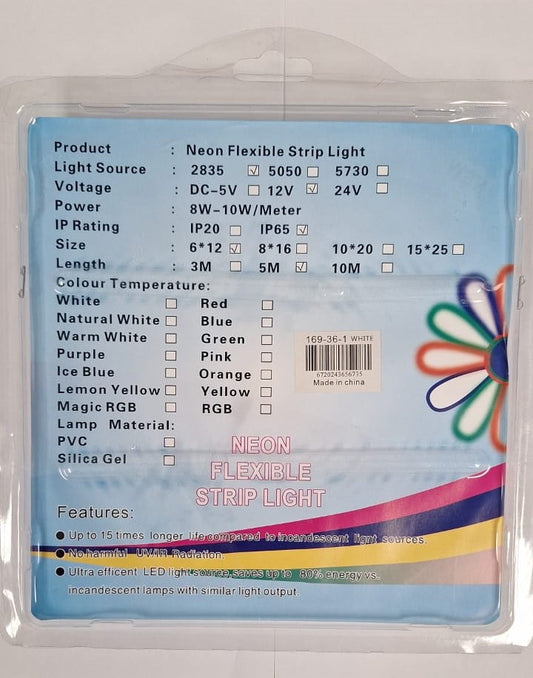 Product : Neon Flexible Strip Light
Light Source : 2835 ☑ 5050 ☐ 5730 ☐
Voltage : DC-5V ☐ 12V ☑ 24V ☐
Power : 8W-10W/Meter
IP Rating : IP20 ☐ IP65 ☑
Size : 6*12 ☑ 8*16 ☐ 10*20 ☐ 15*25 ☐
Length : 3M ☐ 5M ☑ 10M ☐
Colour Temperature:
White ☐ Red ☐
Natural White ☐ Blue ☐
Warm White ☐ Green ☐
Purple ☐ Pink ☐
Ice Blue ☐ Orange ☐
Lemon Yellow ☐ Yellow ☐
Magic RGB ☐ RGB ☐
Lamp Material:
PVC ☐
Silica Gel ☐
169-36-1 WHITE
6720243656735
Made in china
NEON
FLEXIBLE
STRIP LIGHT
Features:
● Up to 15 times longer life compared to incandescent light sources.
● No harmful UV/IR Radiation
● Ultra efficent LED light source saves up to 80% energy vs.
incandescent lamps with similar light output.